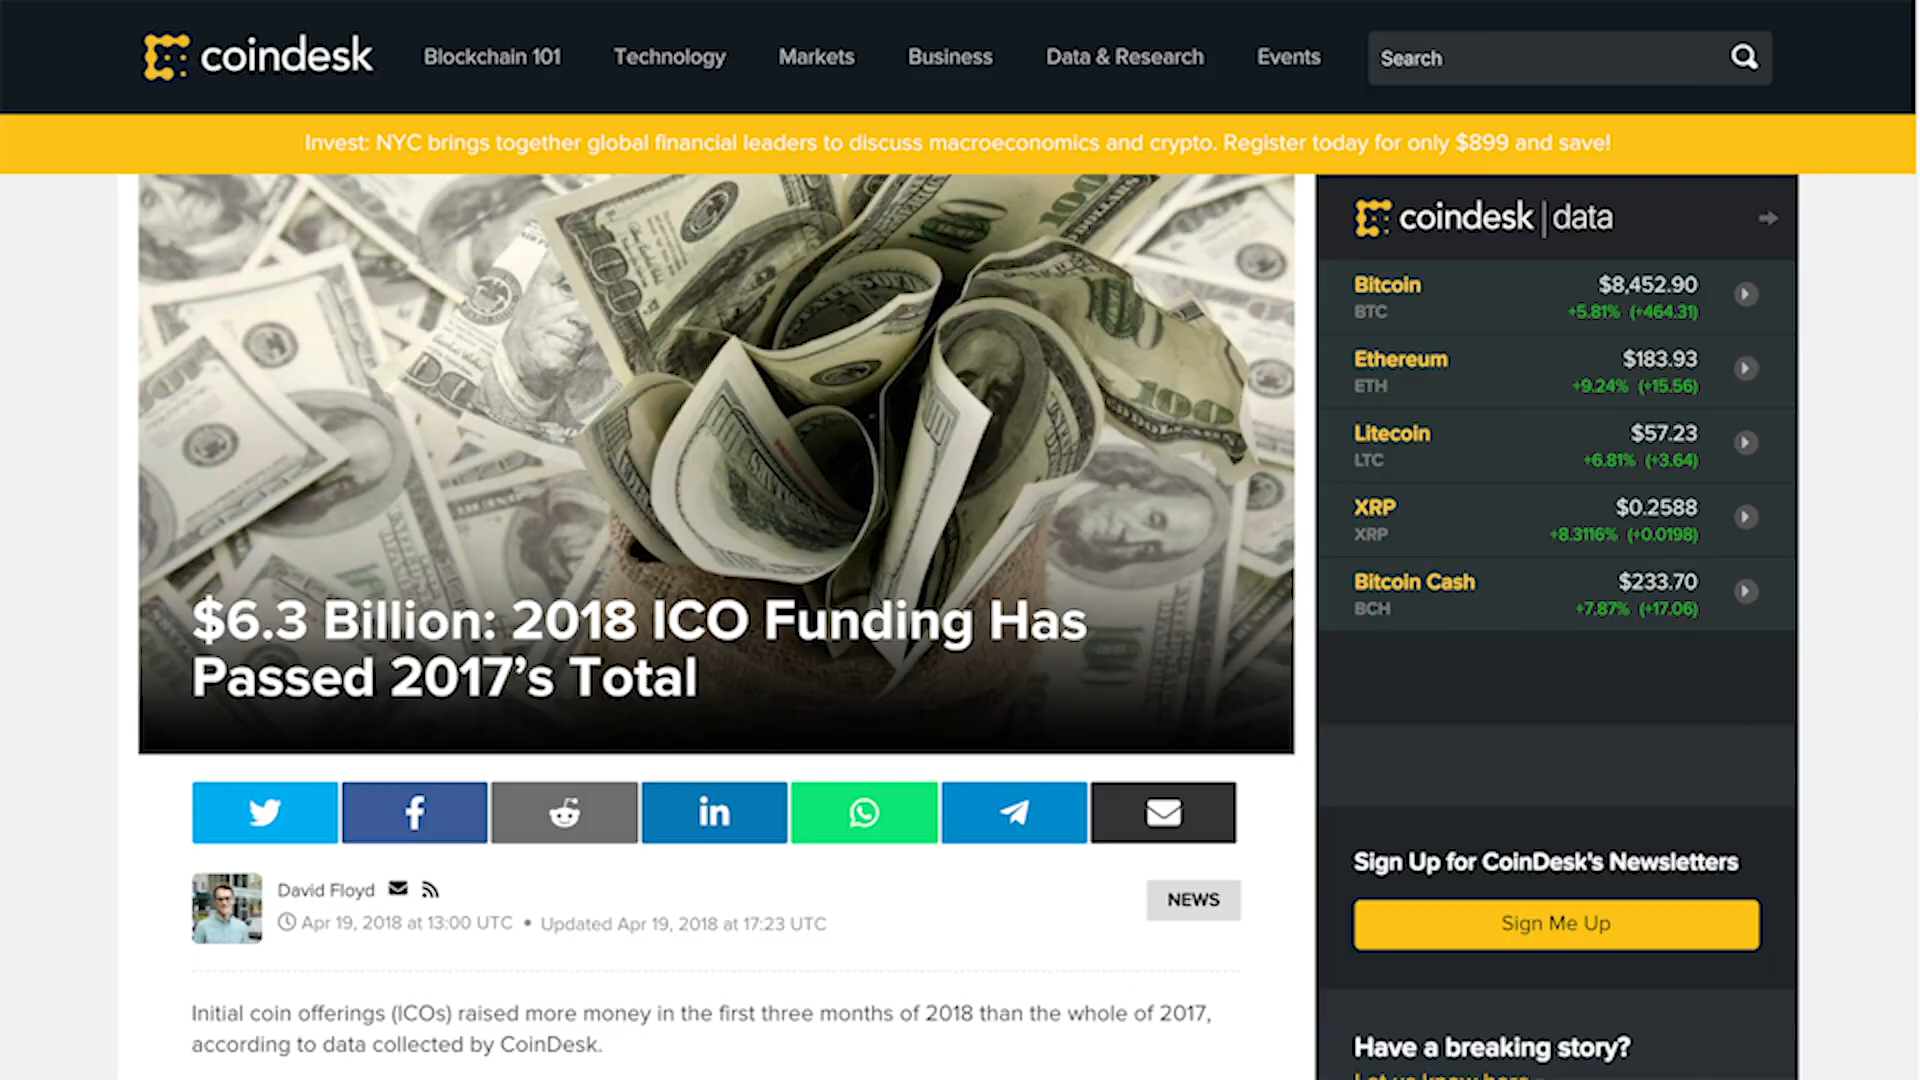 coindesk
Blockchain 101
Technology
Markets
Business
Data & Research
Events
Search
Invest: NYC brings together global financial leaders to discuss macroeconomics and crypto. Register today for only $899 and save!
$6.3 Billion: 2018 ICO Funding Has
Passed 2017’s Total
David Floyd
Apr 19, 2018 at 13:00 UTC • Updated Apr 19, 2018 at 17:23 UTC
NEWS
Initial coin offerings (ICOs) raised more money in the first three months of 2018 than the whole of 2017,
according to data collected by CoinDesk.
coindesk|data
Bitcoin $8,452.90
BTC +5.81% (+464.31)
Ethereum $183.93
ETH +9.24% (+15.56)
Litecoin $57.23
LTC +6.81% (+3.64)
XRP $0.2588
XRP +8.3116% (+0.0198)
Bitcoin Cash $233.70
BCH +7.87% (+17.06)
Sign Up for CoinDesk's Newsletters
Sign Me Up
Have a breaking story?